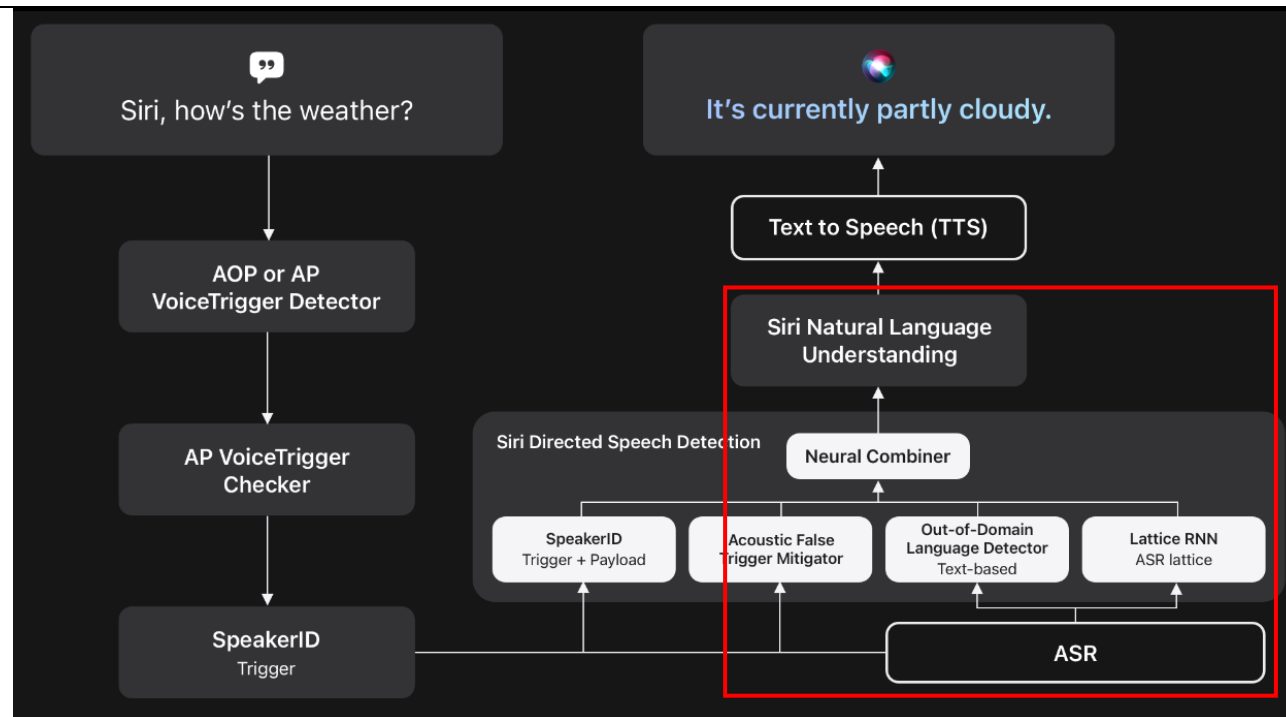 Siri, how's the weather?
AOP or AP
VoiceTrigger Detector
AP VoiceTrigger
Checker
SpeakerID
Trigger
It's currently partly cloudy.
Text to Speech (TTS)
Siri Natural Language
Understanding
Siri Directed Speech Detection
Neural Combiner
SpeakerID
Trigger + Payload
Acoustic False
Trigger Mitigator
Out-of-Domain
Language Detector
Text-based
Lattice RNN
ASR lattice
ASR